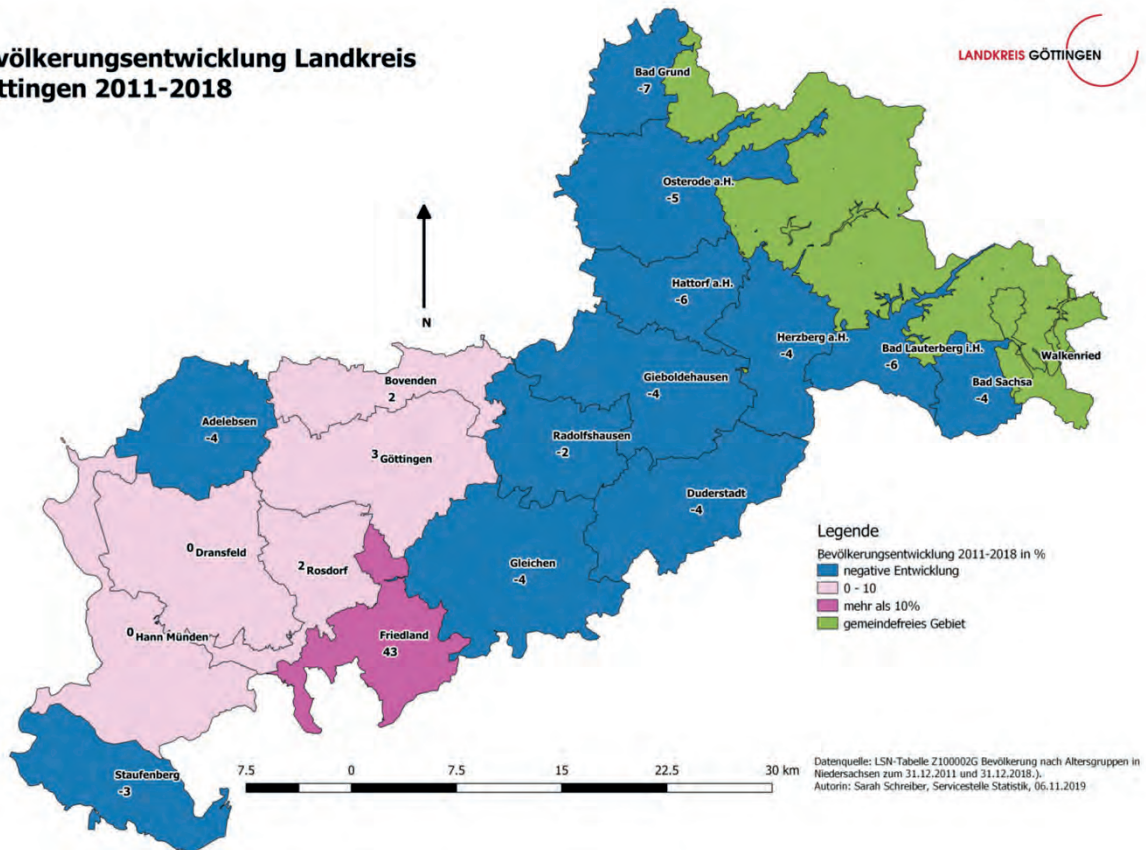 völkerungsentwicklung Landkreis
ttingen 2011-2018
LANDKREIS GÖTTINGEN
Bad Grund
-7
Osterode a.H.
-5
Hattorf a.H.
-6
Herzberg a.H.
-4
Bad Lauterberg i.H.
-6
Walkenried
Bad Sachsa
-4
Gieboldehausen
-4
Bovenden
2
Adelebsen
-4
Radolfshausen
-2
3 Göttingen
Duderstadt
-4
0 Dransfeld
2 Rosdorf
Gleichen
-4
0 Hann Münden
Friedland
43
Staufenberg
-3
N
Legende
Bevölkerungsentwicklung 2011-2018 in %
negative Entwicklung
0 - 10
mehr als 10%
gemeindefreies Gebiet
7.5 0 7.5 15 22.5 30 km
Datenquelle: LSN-Tabelle Z100002G Bevölkerung nach Altersgruppen in
Niedersachsen zum 31.12.2011 und 31.12.2018.).
Autorin: Sarah Schreiber, Servicestelle Statistik, 06.11.2019